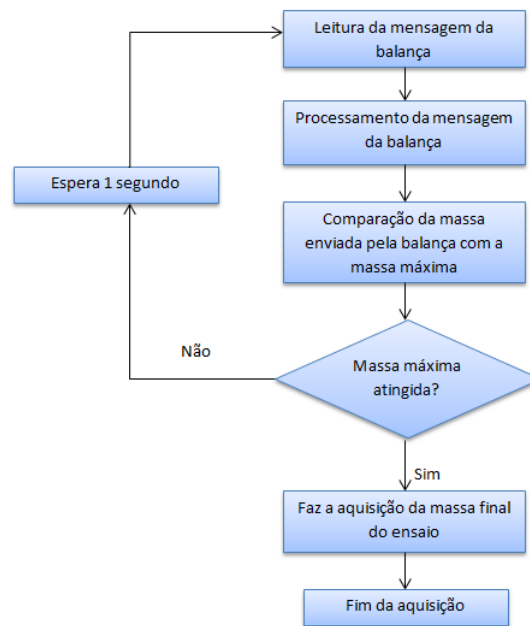 Leitura da mensagem da
balança
Processamento da mensagem
da balança
Espera 1 segundo
Comparação da massa
enviada pela balança com a
massa máxima
Não
Massa máxima
atingida?
Sim
Faz a aquisição da massa final
do ensaio
Fim da aquisição